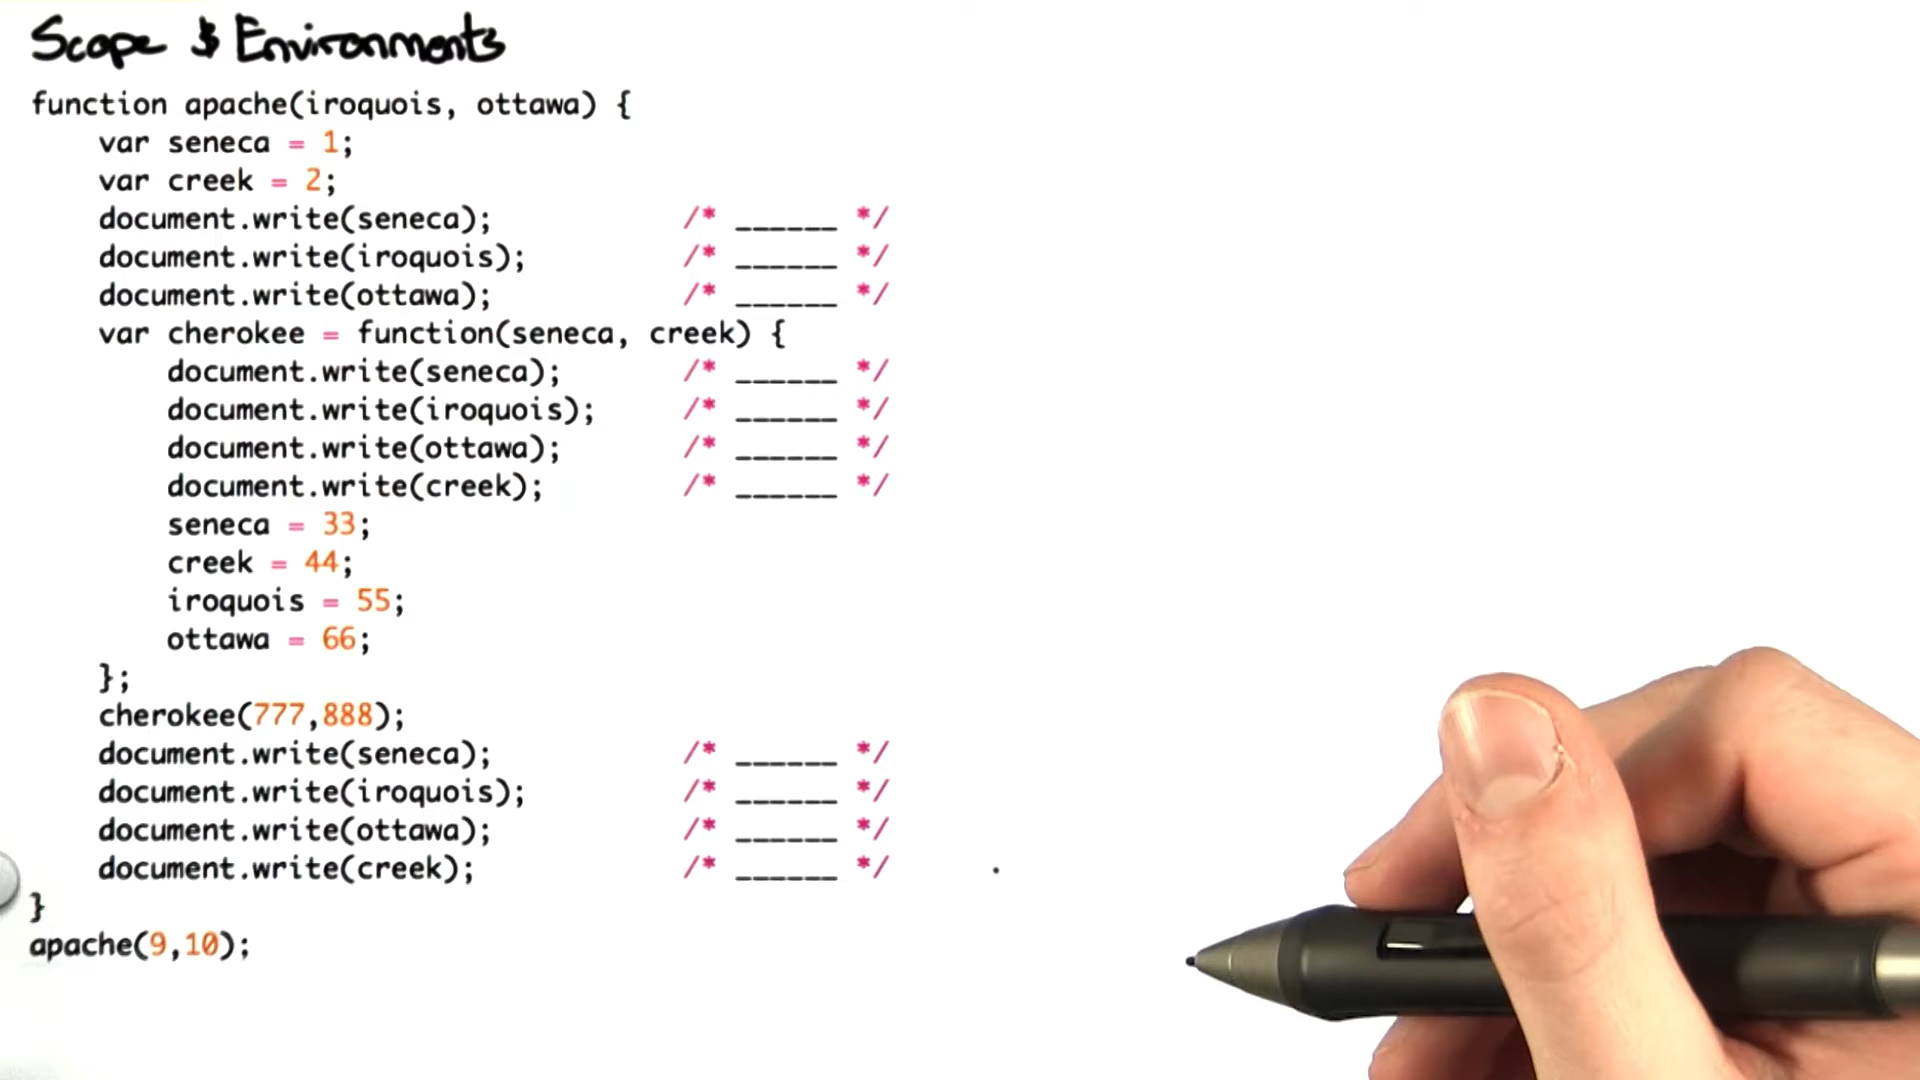 Scope & Environments
function apache(iroquois, ottawa) {
    var seneca = 1;
    var creek = 2;
    document.write(seneca);            /* ______ */
    document.write(iroquois);          /* ______ */
    document.write(ottawa);            /* ______ */
    var cherokee = function(seneca, creek) {
        document.write(seneca);        /* ______ */
        document.write(iroquois);      /* ______ */
        document.write(ottawa);        /* ______ */
        document.write(creek);         /* ______ */
        seneca = 33;
        creek = 44;
        iroquois = 55;
        ottawa = 66;
    };
    cherokee(777,888);
    document.write(seneca);            /* ______ */
    document.write(iroquois);          /* ______ */
    document.write(ottawa);            /* ______ */
    document.write(creek);             /* ______ */
}
apache(9,10);